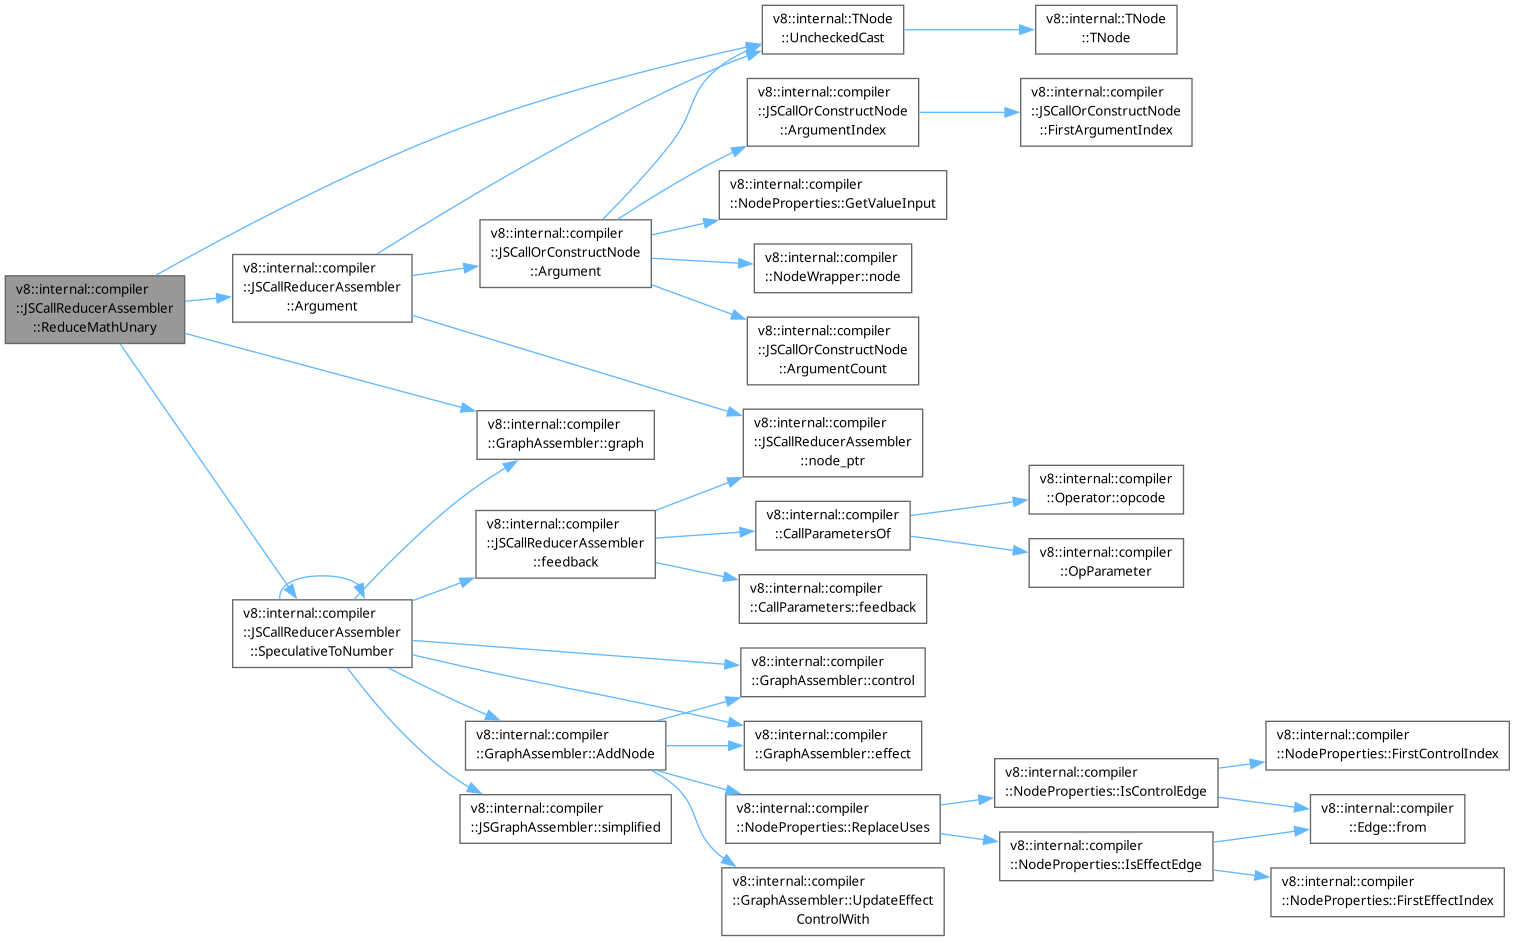 v8::internal::compiler
::JSCallReducerAssembler
::ReduceMathUnary
v8::internal::compiler
::JSCallReducerAssembler
::Argument
v8::internal::compiler
::JSCallReducerAssembler
::SpeculativeToNumber
v8::internal::compiler
::JSCallOrConstructNode
::Argument
v8::internal::compiler
::GraphAssembler::graph
v8::internal::compiler
::JSCallReducerAssembler
::feedback
v8::internal::compiler
::GraphAssembler::AddNode
v8::internal::compiler
::JSGraphAssembler::simplified
v8::internal::TNode
::UncheckedCast
v8::internal::compiler
::JSCallOrConstructNode
::ArgumentIndex
v8::internal::compiler
::NodeProperties::GetValueInput
v8::internal::compiler
::NodeWrapper::node
v8::internal::compiler
::JSCallOrConstructNode
::ArgumentCount
v8::internal::compiler
::JSCallReducerAssembler
::node_ptr
v8::internal::compiler
::CallParametersOf
v8::internal::compiler
::CallParameters::feedback
v8::internal::compiler
::GraphAssembler::control
v8::internal::compiler
::GraphAssembler::effect
v8::internal::compiler
::NodeProperties::ReplaceUses
v8::internal::compiler
::GraphAssembler::UpdateEffect
ControlWith
v8::internal::TNode
::TNode
v8::internal::compiler
::JSCallOrConstructNode
::FirstArgumentIndex
v8::internal::compiler
::Operator::opcode
v8::internal::compiler
::OpParameter
v8::internal::compiler
::NodeProperties::IsControlEdge
v8::internal::compiler
::NodeProperties::IsEffectEdge
v8::internal::compiler
::NodeProperties::FirstControlIndex
v8::internal::compiler
::Edge::from
v8::internal::compiler
::NodeProperties::FirstEffectIndex